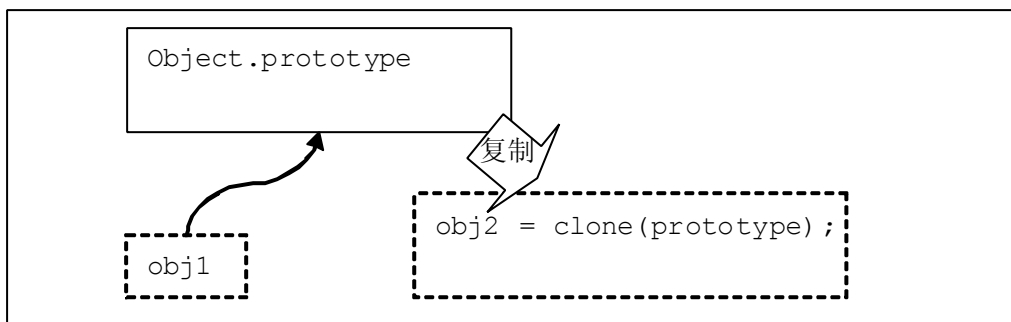 Object.prototype
复制
obj2 = clone(prototype);
obj1